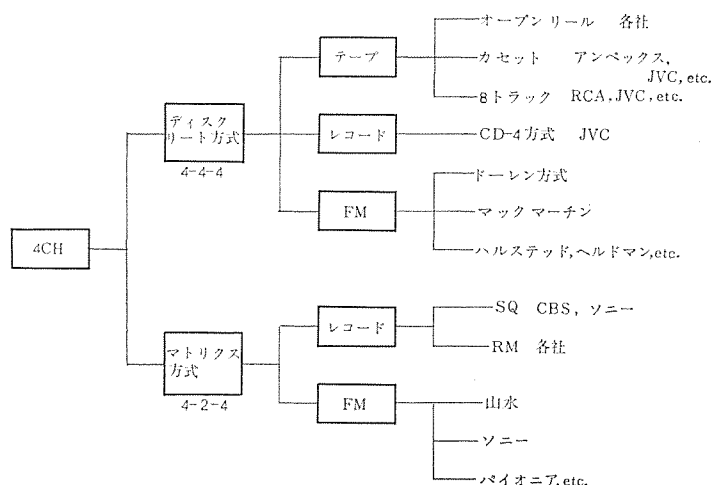 オープンリール 各社
テープ
カセット アンペックス,
JVC, etc.
8トラック RCA, JVC, etc.
ディスク
リート方式
4-4-4
レコード
CD-4方式 JVC
ドーレン方式
FM
マックマーチン
ハルステッド,ヘルドマン,etc.
4CH
マトリクス
方式
4-2-4
レコード
SQ CBS, ソニー
RM 各社
FM
山水
ソニー
パイオニア,etc.